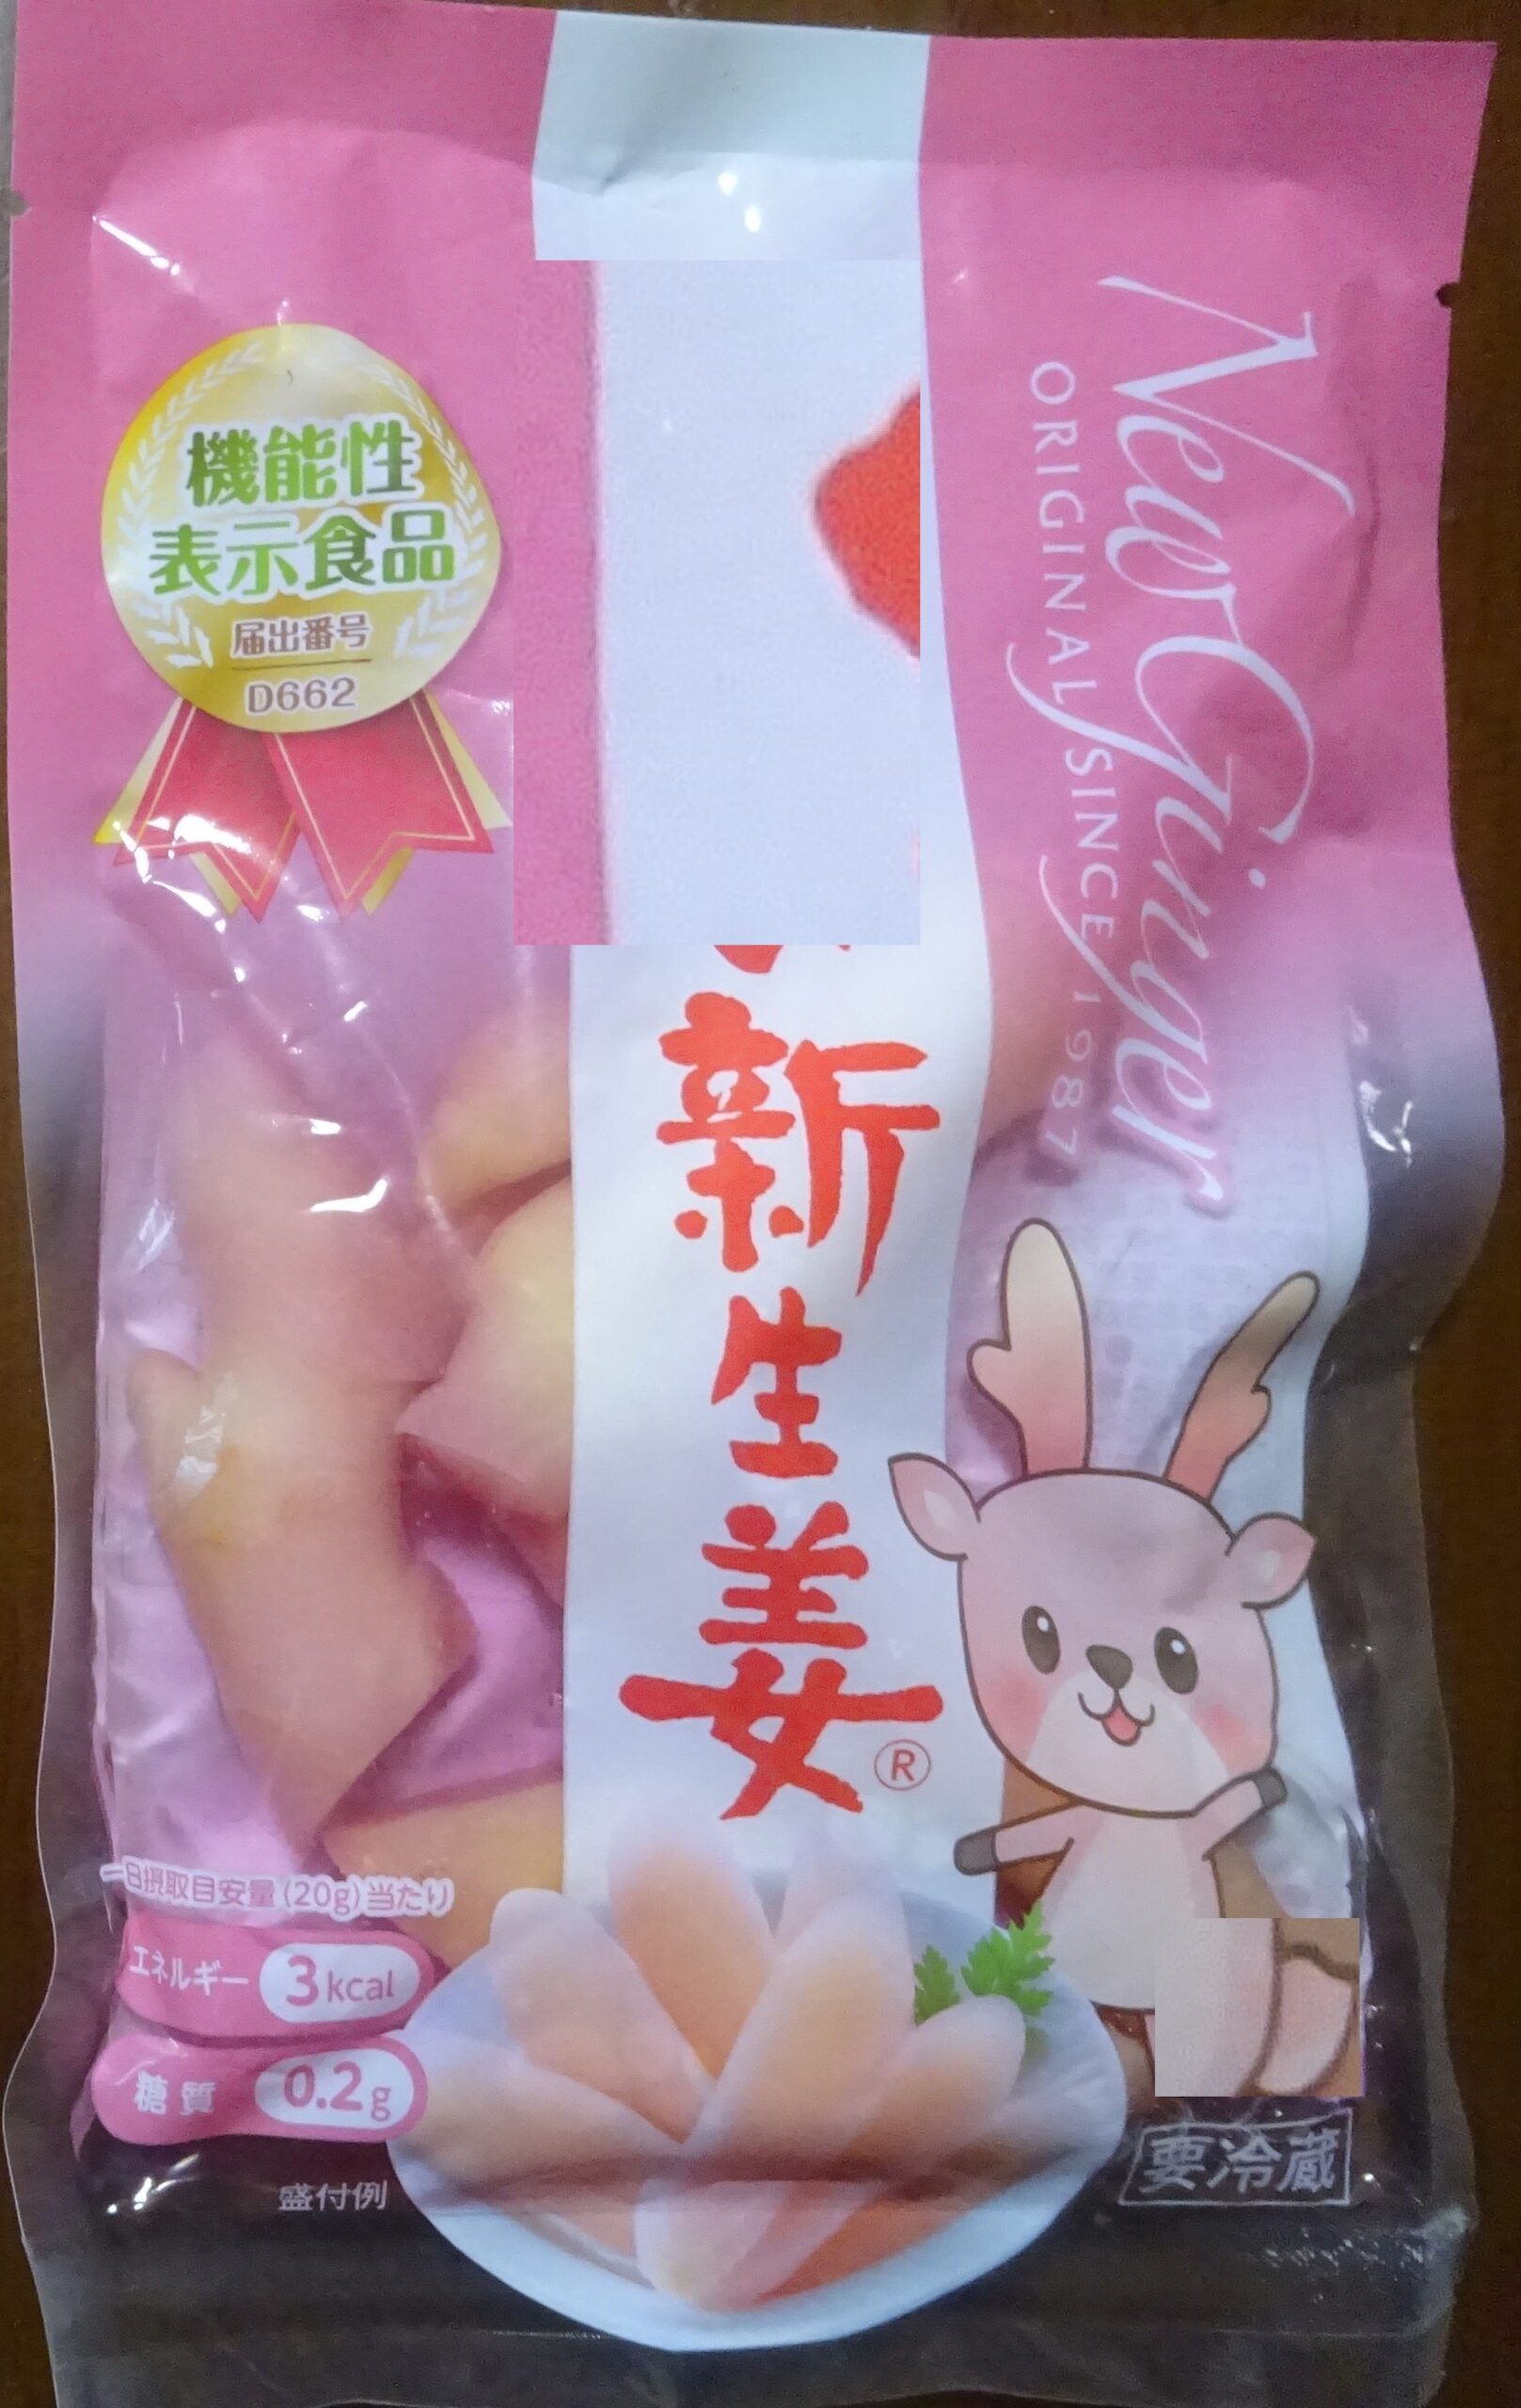 機能性
表示食品
届出番号
D662
新生姜
®
New Ginger
ORIGINAL SINCE 1987
一日摂取目安量(20g)当たり
エネルギー 3kcal
糖質 0.2g
盛付例
要冷蔵